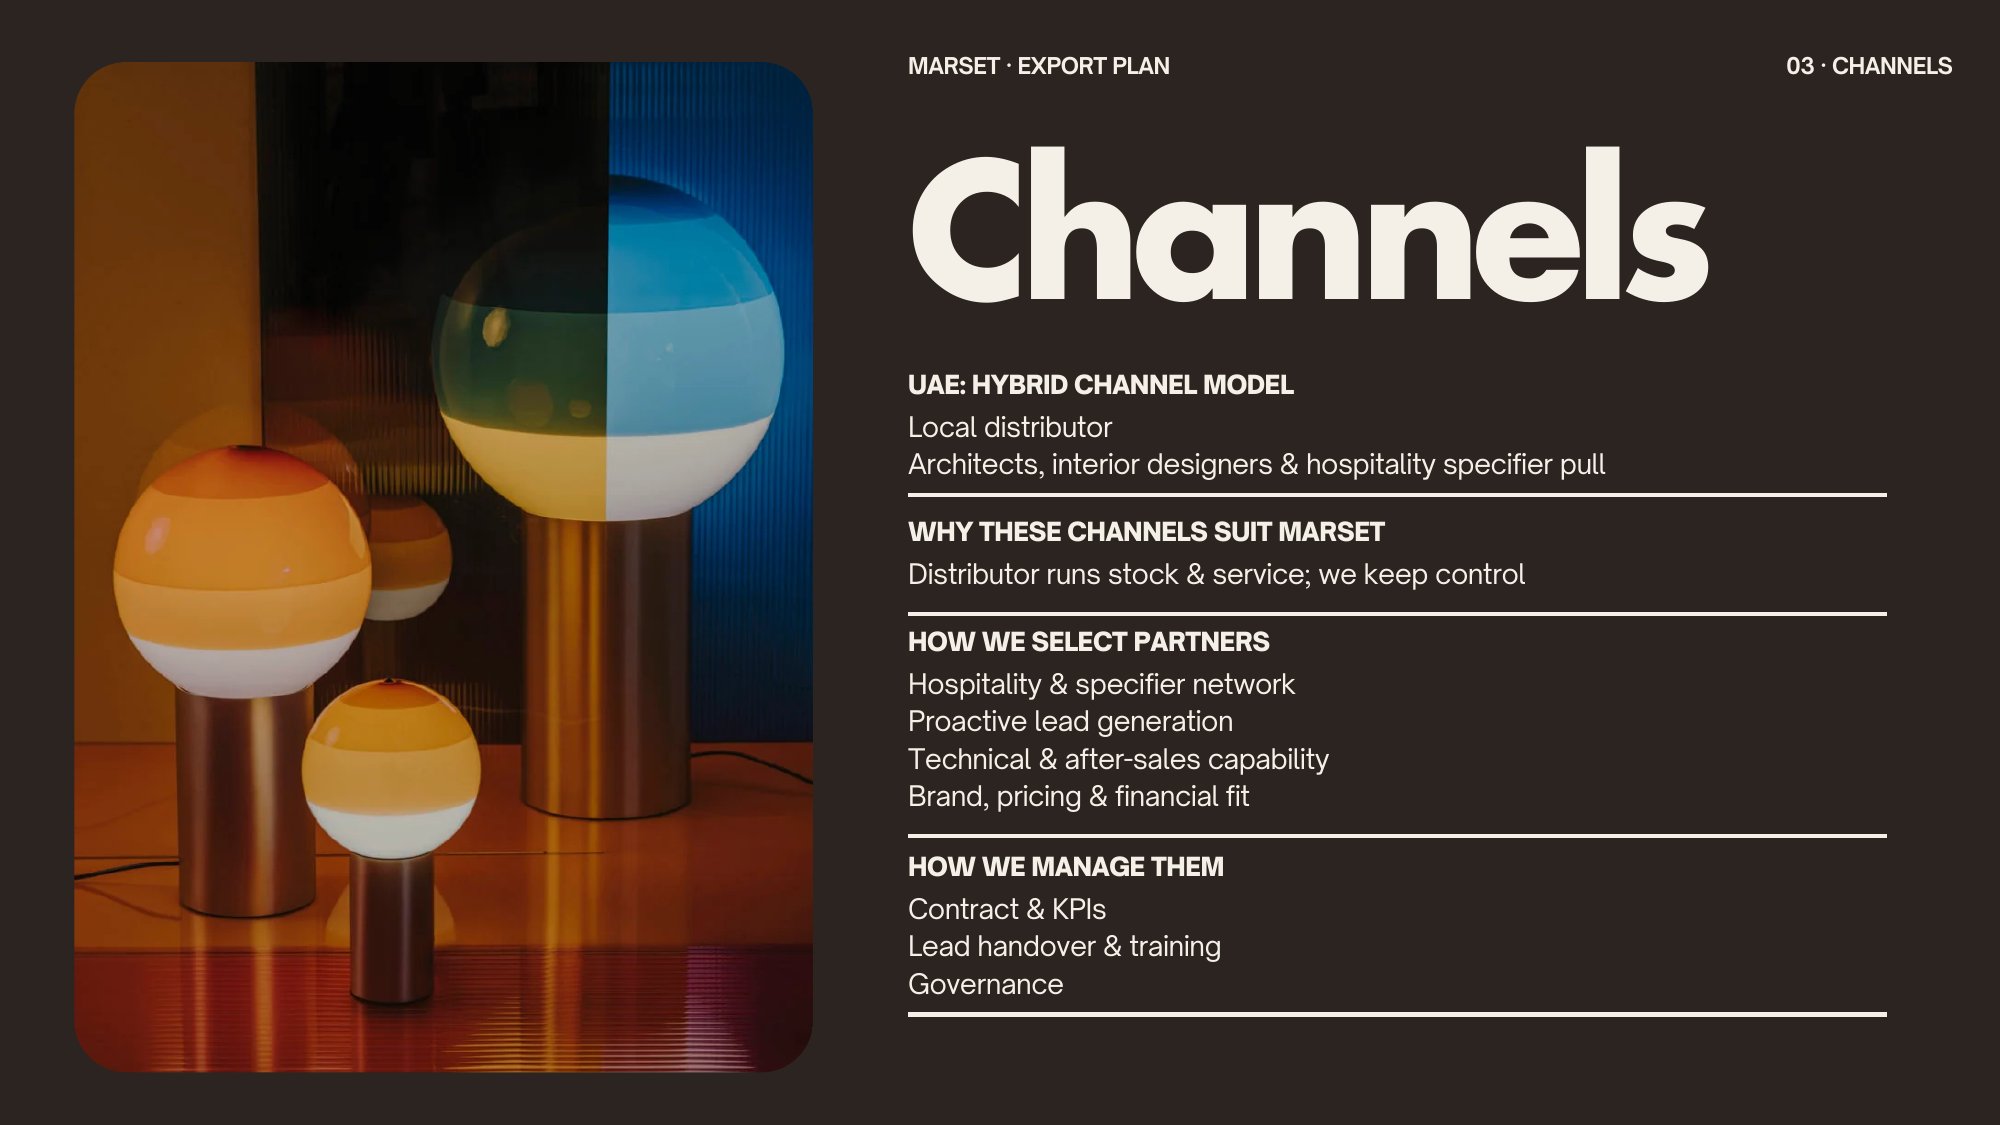 MARSET · EXPORT PLAN
03 · CHANNELS
Channels
UAE: HYBRID CHANNEL MODEL
Local distributor
Architects, interior designers & hospitality specifier pull
WHY THESE CHANNELS SUIT MARSET
Distributor runs stock & service; we keep control
HOW WE SELECT PARTNERS
Hospitality & specifier network
Proactive lead generation
Technical & after-sales capability
Brand, pricing & financial fit
HOW WE MANAGE THEM
Contract & KPIs
Lead handover & training
Governance